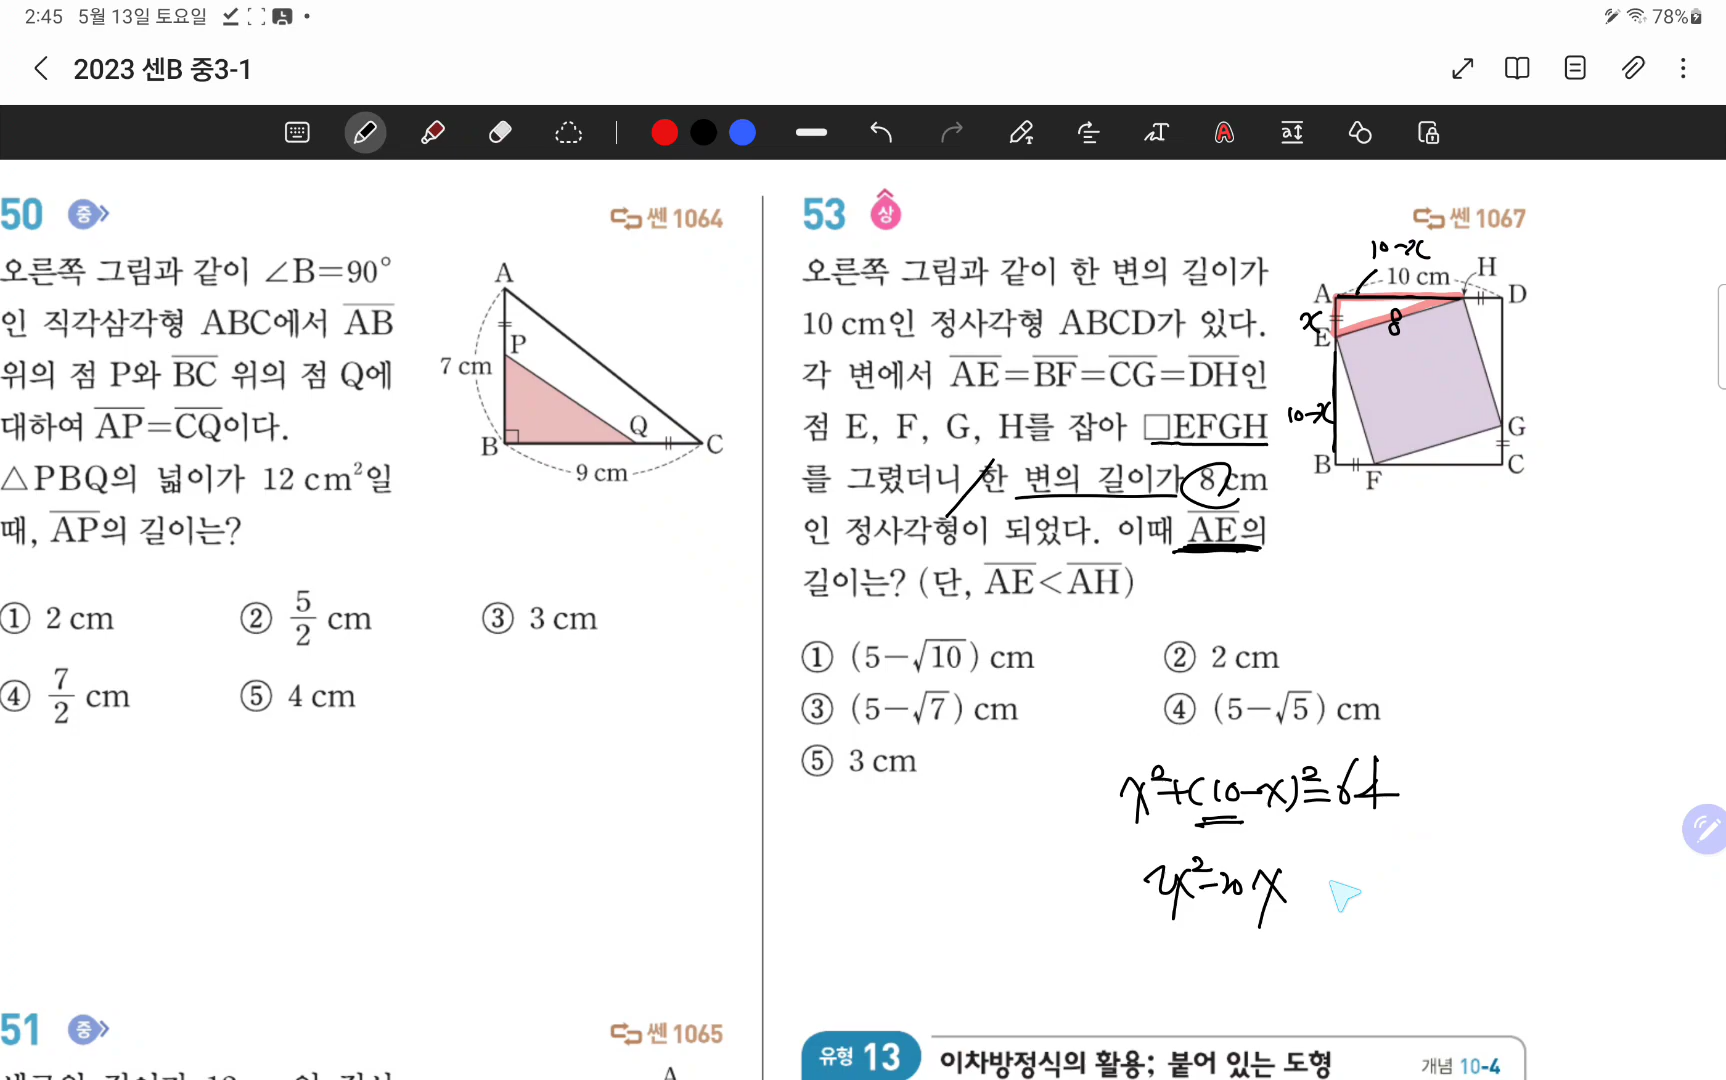 2:45 5월 13일 토요일
78%
2023 쎈B 중3-1
50 중
쎈 1064
오른쪽 그림과 같이 ∠B=90°
인 직각삼각형 ABC에서 AB
위의 점 P와 BC 위의 점 Q에
대하여 AP=CQ이다.
△PBQ의 넓이가 12 cm²일
때, AP의 길이는?
A
P
7 cm
Q
B
C
9 cm
① 2 cm ② 5/2 cm ③ 3 cm
④ 7/2 cm ⑤ 4 cm
51 중
쎈 1065
A
53 상
쎈 1067
오른쪽 그림과 같이 한 변의 길이가
10 cm인 정사각형 ABCD가 있다.
각 변에서 AE=BF=CG=DH인
점 E, F, G, H를 잡아 □EFGH
를 그렸더니 한 변의 길이가 8 cm
인 정사각형이 되었다. 이때 AE의
길이는? (단, AE<AH)
10-x
10 cm
H
A
D
x
8
E
10-x
G
B
C
F
① (5-√10) cm ② 2 cm
③ (5-√7) cm ④ (5-√5) cm
⑤ 3 cm
x²+(10-x)²=64
2x²-20x
유형 13 이차방정식의 활용; 붙어 있는 도형 개념 10-4